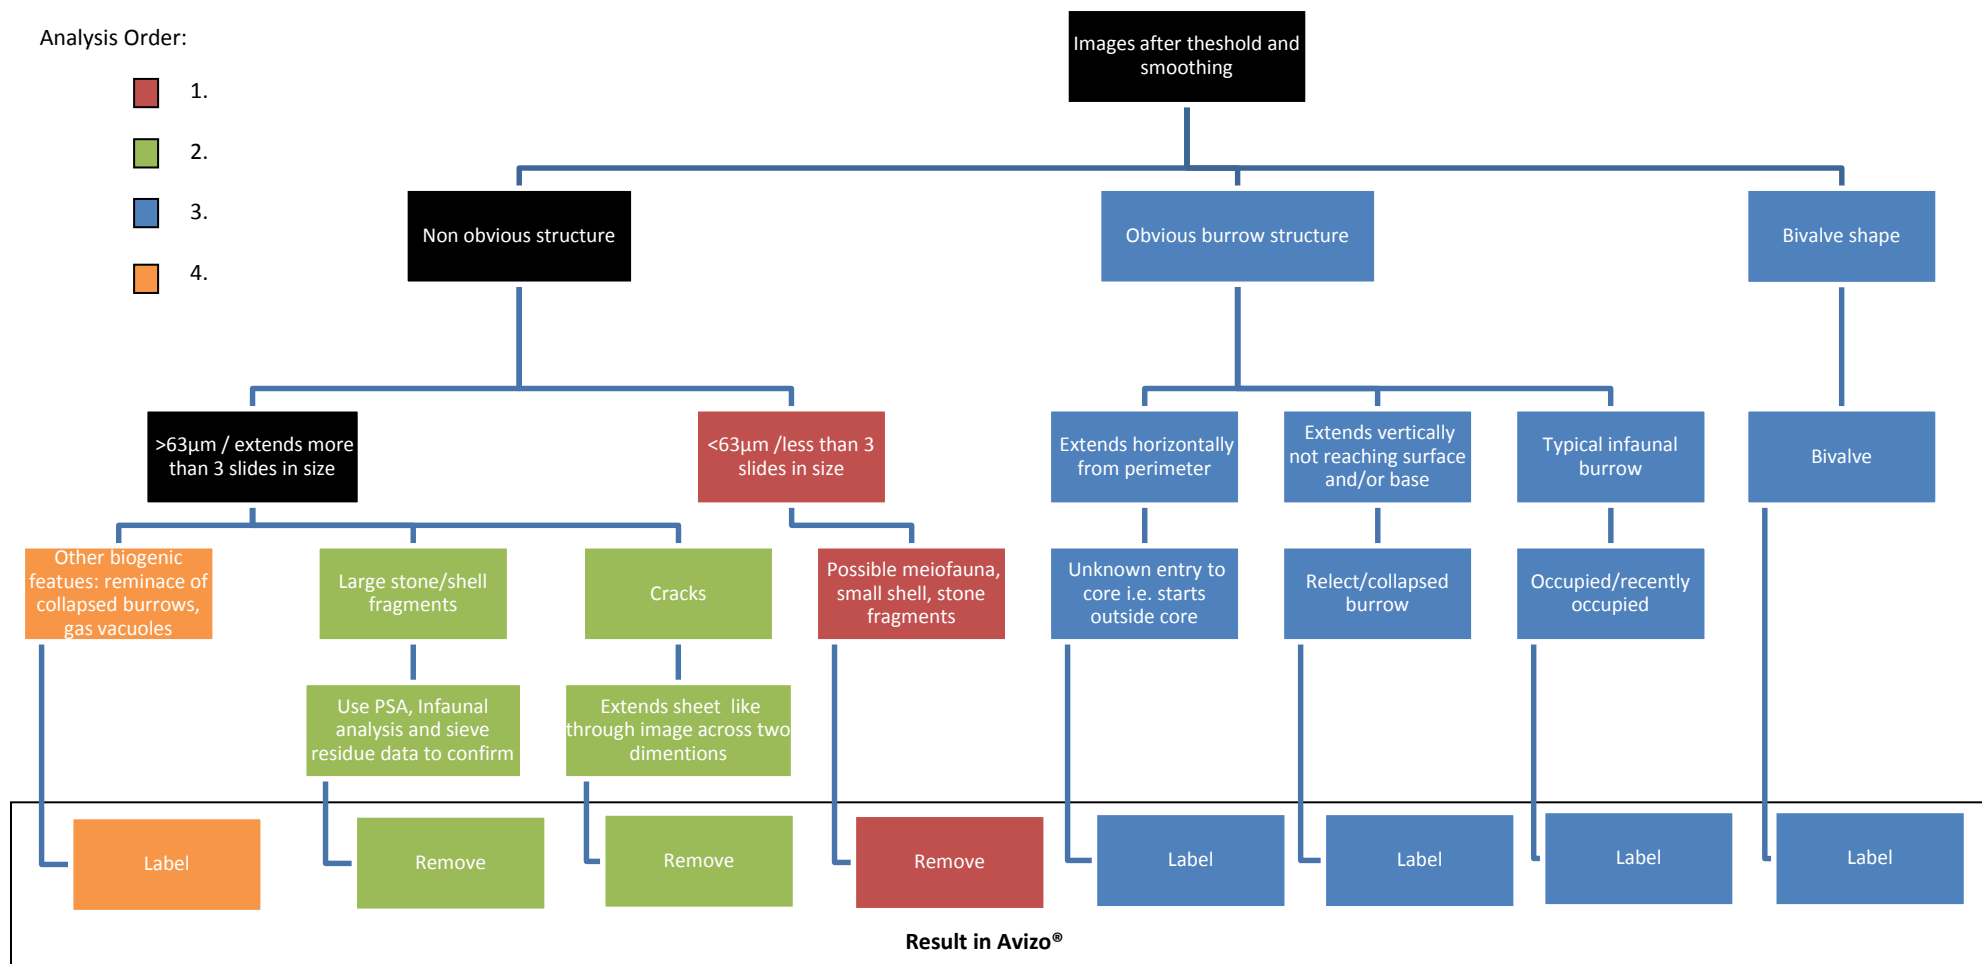 Analysis Order:
1.
2.
3.
4.
Images after theshold and
smoothing
Non obvious structure
Obvious burrow structure
Bivalve shape
>63µm / extends more
than 3 slides in size
<63µm /less than 3
slides in size
Extends horizontally
from perimeter
Extends vertically
not reaching surface
and/or base
Typical infaunal
burrow
Bivalve
Other biogenic
featues: reminace of
collapsed burrows,
gas vacuoles
Large stone/shell
fragments
Cracks
Possible meiofauna,
small shell, stone
fragments
Unknown entry to
core i.e. starts
outside core
Relect/collapsed
burrow
Occupied/recently
occupied
Use PSA, Infaunal
analysis and sieve
residue data to confirm
Extends sheet like
through image across two
dimentions
Label
Remove
Remove
Remove
Label
Label
Label
Label
Result in Avizo®